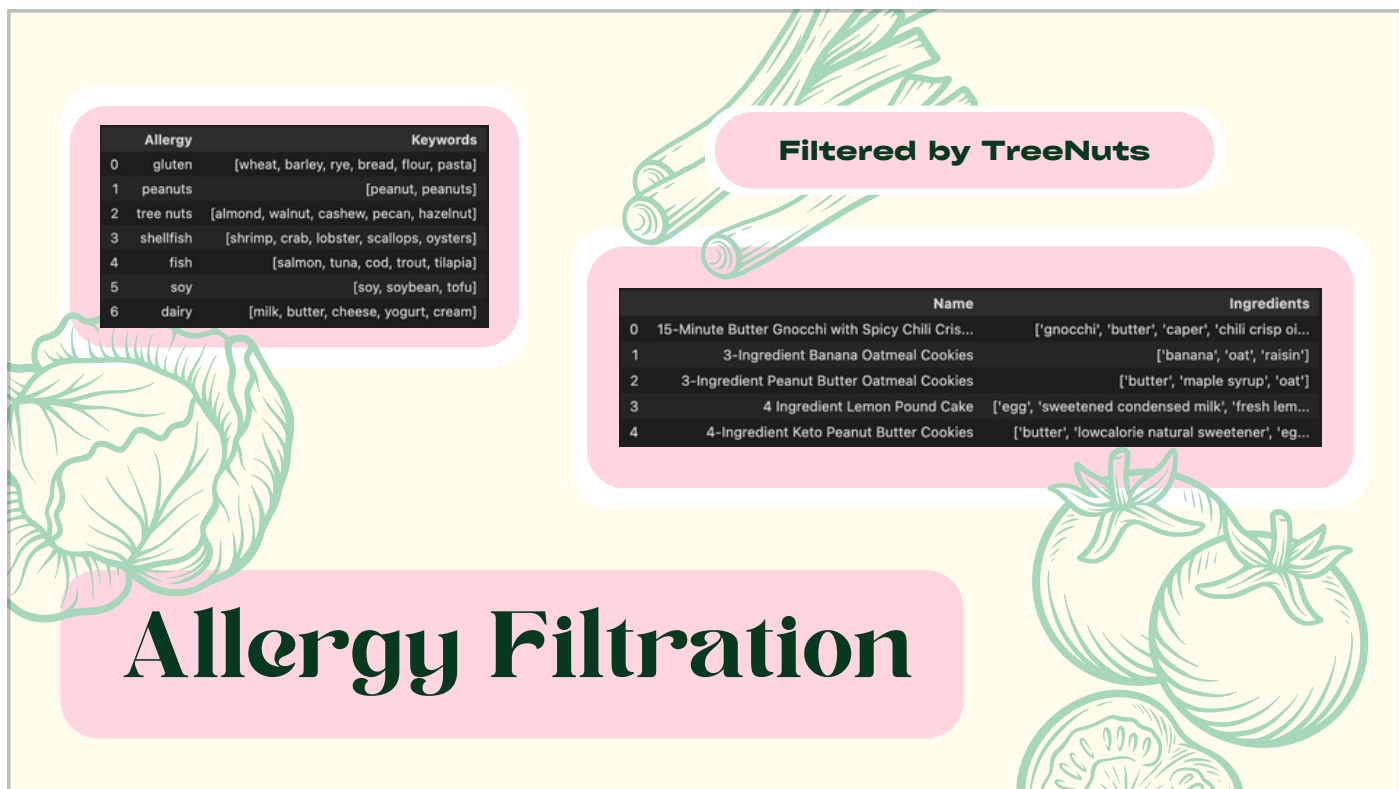 Allergy Keywords
0 gluten [wheat, barley, rye, bread, flour, pasta]
1 peanuts [peanut, peanuts]
2 tree nuts [almond, walnut, cashew, pecan, hazelnut]
3 shellfish [shrimp, crab, lobster, scallops, oysters]
4 fish [salmon, tuna, cod, trout, tilapia]
5 soy [soy, soybean, tofu]
6 dairy [milk, butter, cheese, yogurt, cream]
Filtered by TreeNuts
Name Ingredients
0 15-Minute Butter Gnocchi with Spicy Chili Cris... ['gnocchi', 'butter', 'caper', 'chili crisp oi...
1 3-Ingredient Banana Oatmeal Cookies ['banana', 'oat', 'raisin']
2 3-Ingredient Peanut Butter Oatmeal Cookies ['butter', 'maple syrup', 'oat']
3 4 Ingredient Lemon Pound Cake ['egg', 'sweetened condensed milk', 'fresh lem...
4 4-Ingredient Keto Peanut Butter Cookies ['butter', 'lowcalorie natural sweetener', 'eg...
Allergy Filtration